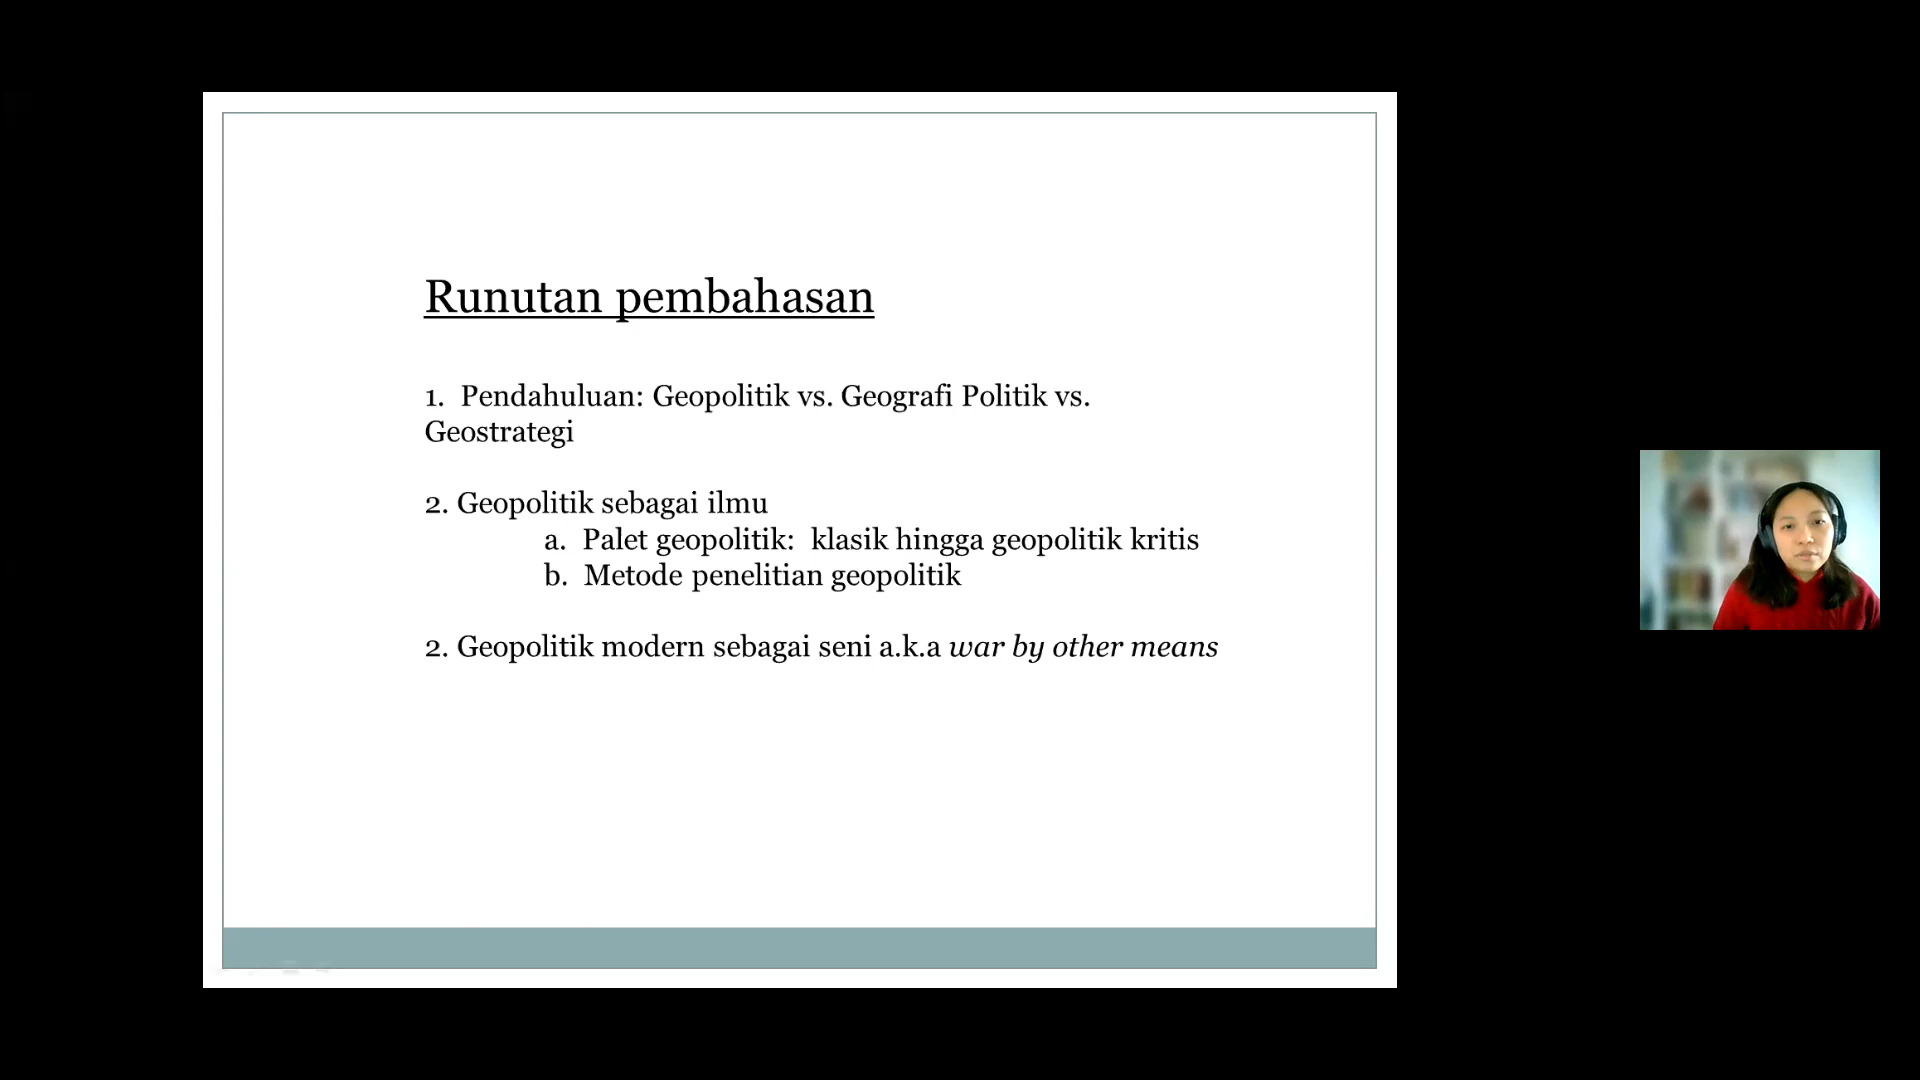 Runutan pembahasan
1. Pendahuluan: Geopolitik vs. Geografi Politik vs.
Geostrategi
2. Geopolitik sebagai ilmu
a. Palet geopolitik: klasik hingga geopolitik kritis
b. Metode penelitian geopolitik
2. Geopolitik modern sebagai seni a.k.a war by other means